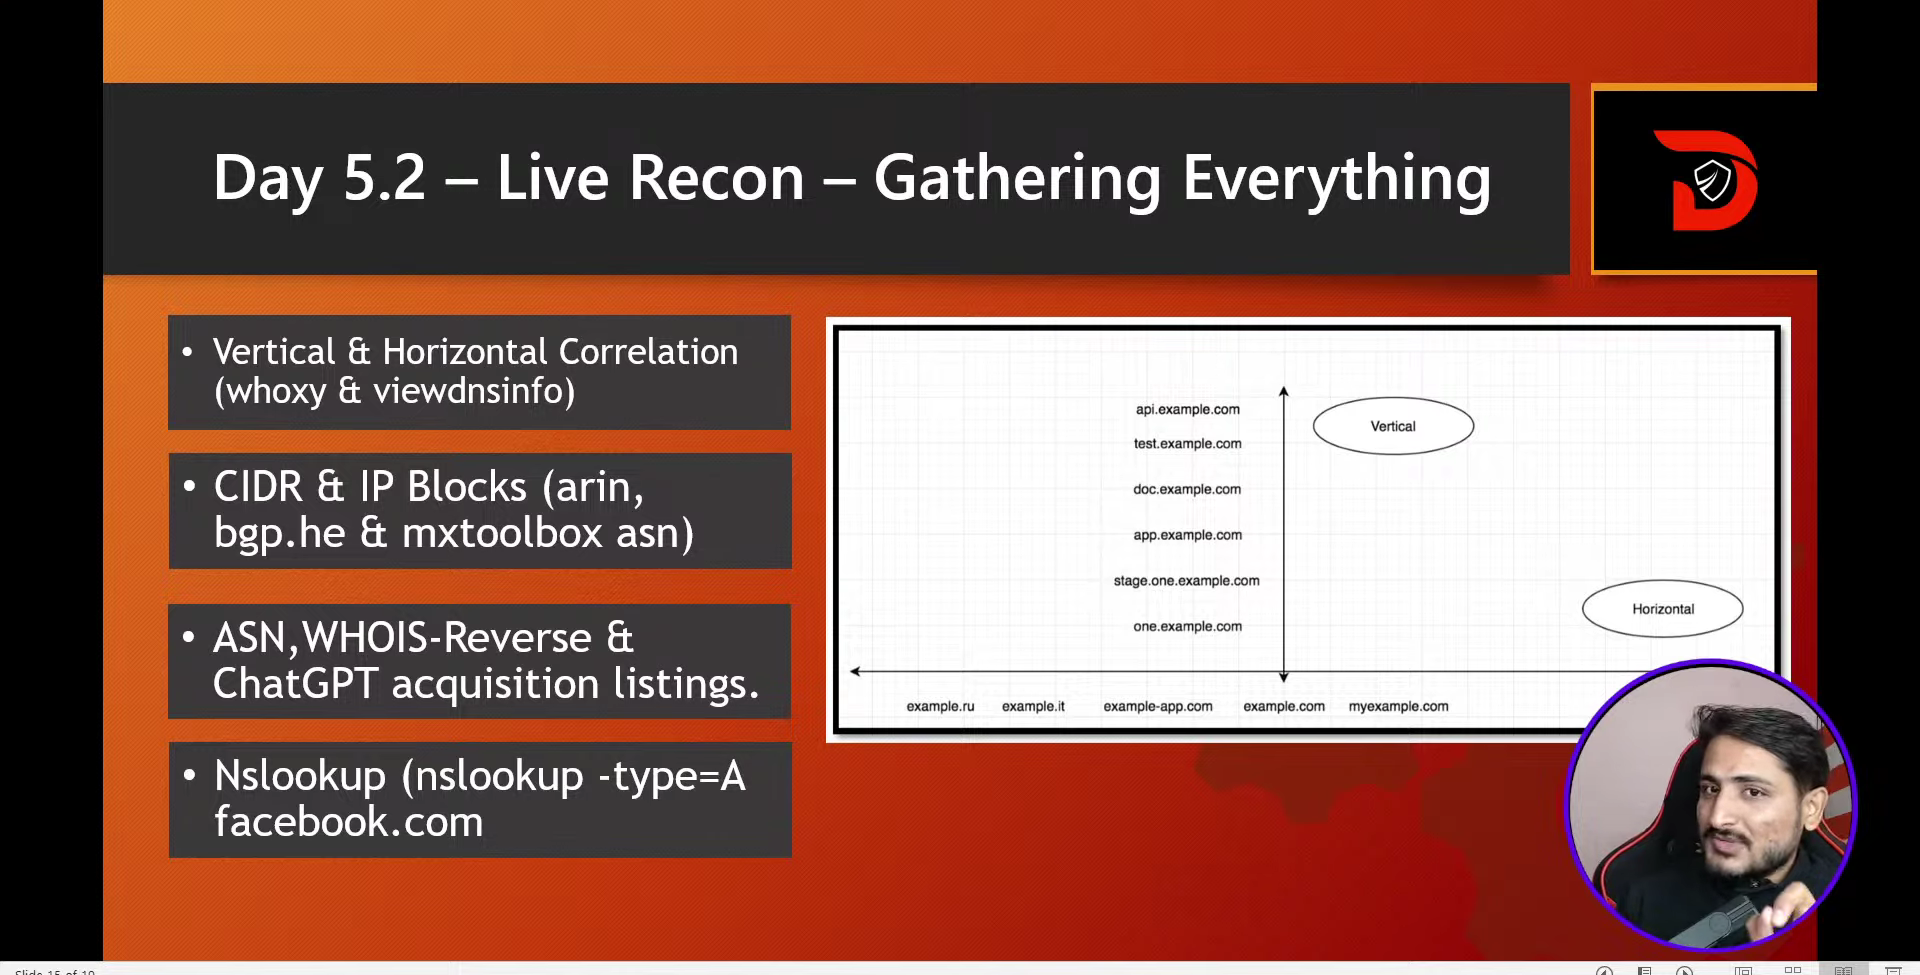 Day 5.2 – Live Recon – Gathering Everything
• Vertical & Horizontal Correlation
(whoxy & viewdnsinfo)
• CIDR & IP Blocks (arin,
bgp.he & mxtoolbox asn)
• ASN,WHOIS-Reverse &
ChatGPT acquisition listings.
• Nslookup (nslookup -type=A
facebook.com
api.example.com
Vertical
test.example.com
doc.example.com
app.example.com
stage.one.example.com
Horizontal
one.example.com
example.ru example.it example-app.com example.com myexample.com
Slide 15 of 19